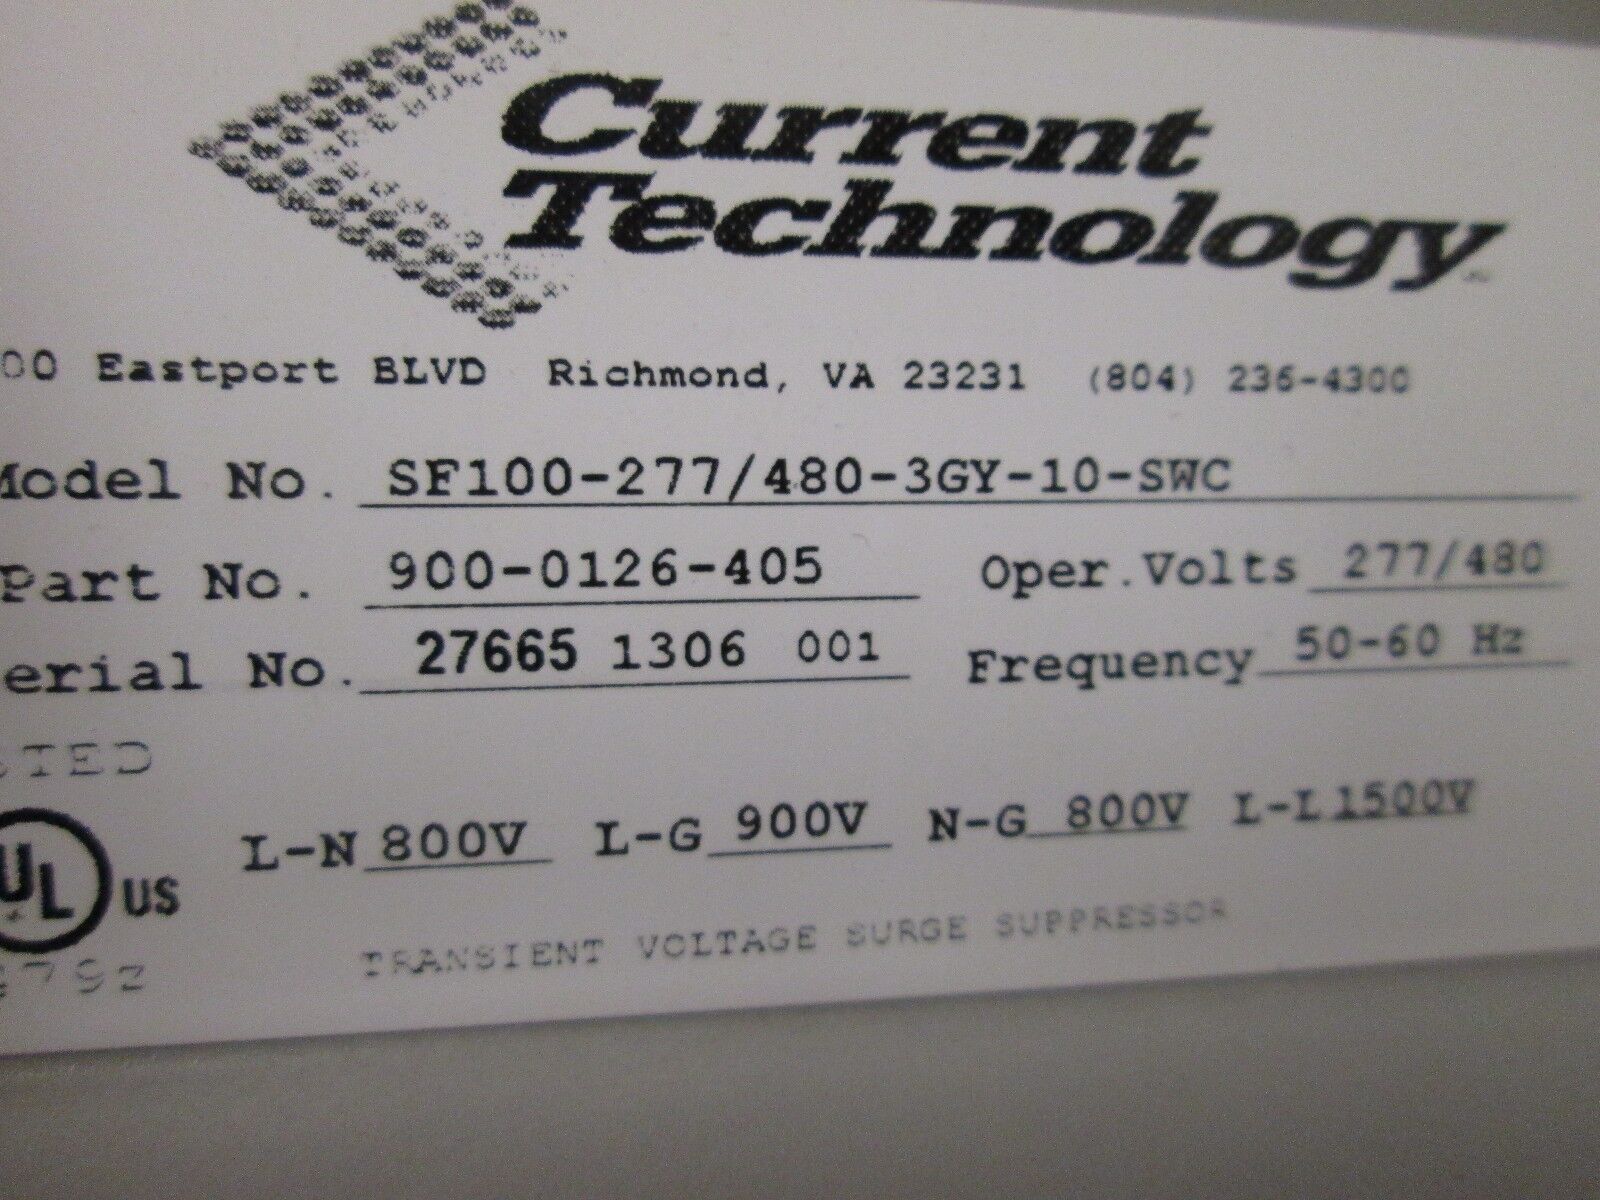 Current
Technology
00 Eastport BLVD Richmond, VA 23231 (804) 236-4300
Model No. SF100-277/480-3GY-10-SWC
Part No. 900-0126-405 Oper.Volts 277/480
erial No. 27665 1306 001 Frequency 50-60 Hz
STED
UL US
L-N 800V L-G 900V N-G 800V L-L 1500V
TRANSIENT VOLTAGE SURGE SUPPRESSOR